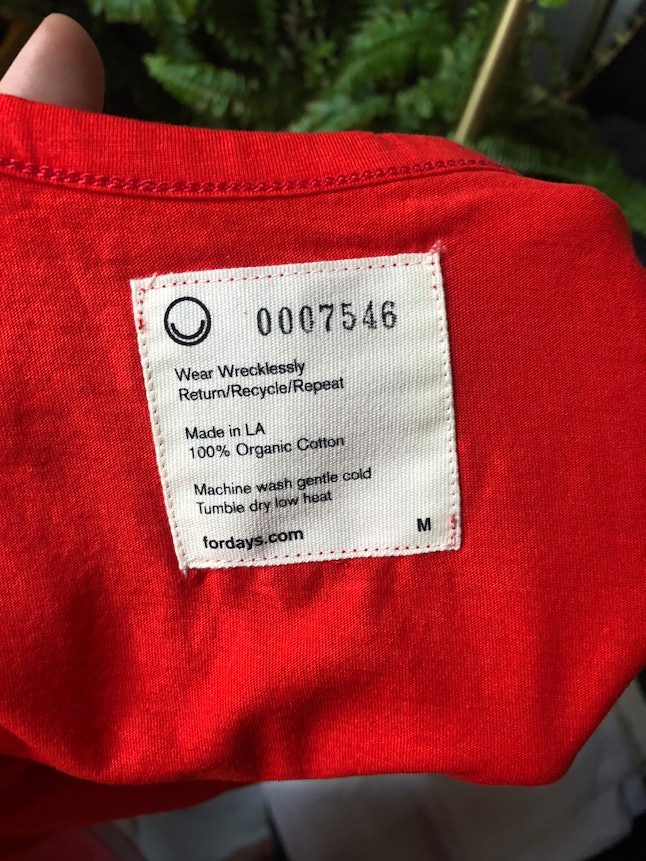 0007546
Wear Wrecklessly
Return/Recycle/Repeat
Made in LA
100% Organic Cotton
Machine wash gentle cold
Tumble dry low heat
fordays.com
M